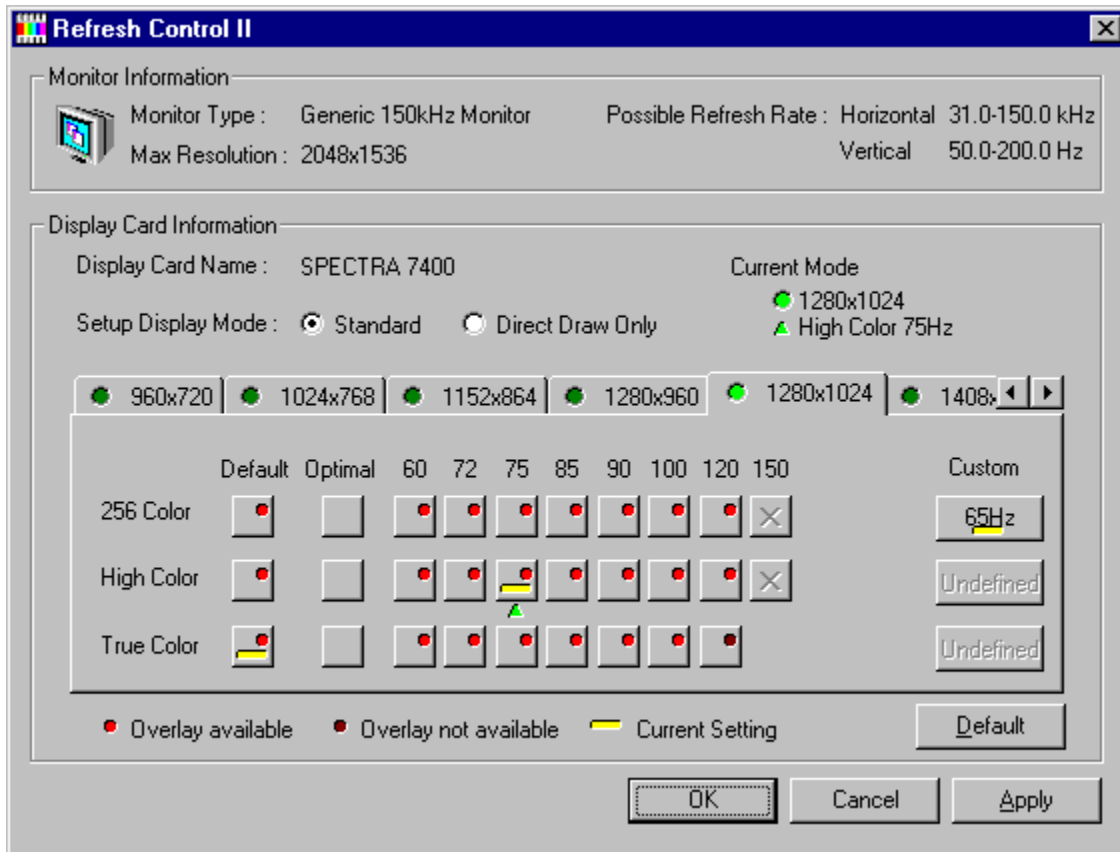 Refresh Control II
Monitor Information
Monitor Type : Generic 150kHz Monitor Possible Refresh Rate : Horizontal 31.0-150.0 kHz
Max Resolution : 2048x1536 Vertical 50.0-200.0 Hz
Display Card Information
Display Card Name : SPECTRA 7400 Current Mode
1280x1024
Setup Display Mode : Standard Direct Draw Only High Color 75Hz
960x720 1024x768 1152x864 1280x960 1280x1024 1408x
Default Optimal 60 72 75 85 90 100 120 150 Custom
256 Color 65Hz
High Color Undefined
True Color Undefined
Overlay available Overlay not available Current Setting Default
OK Cancel Apply